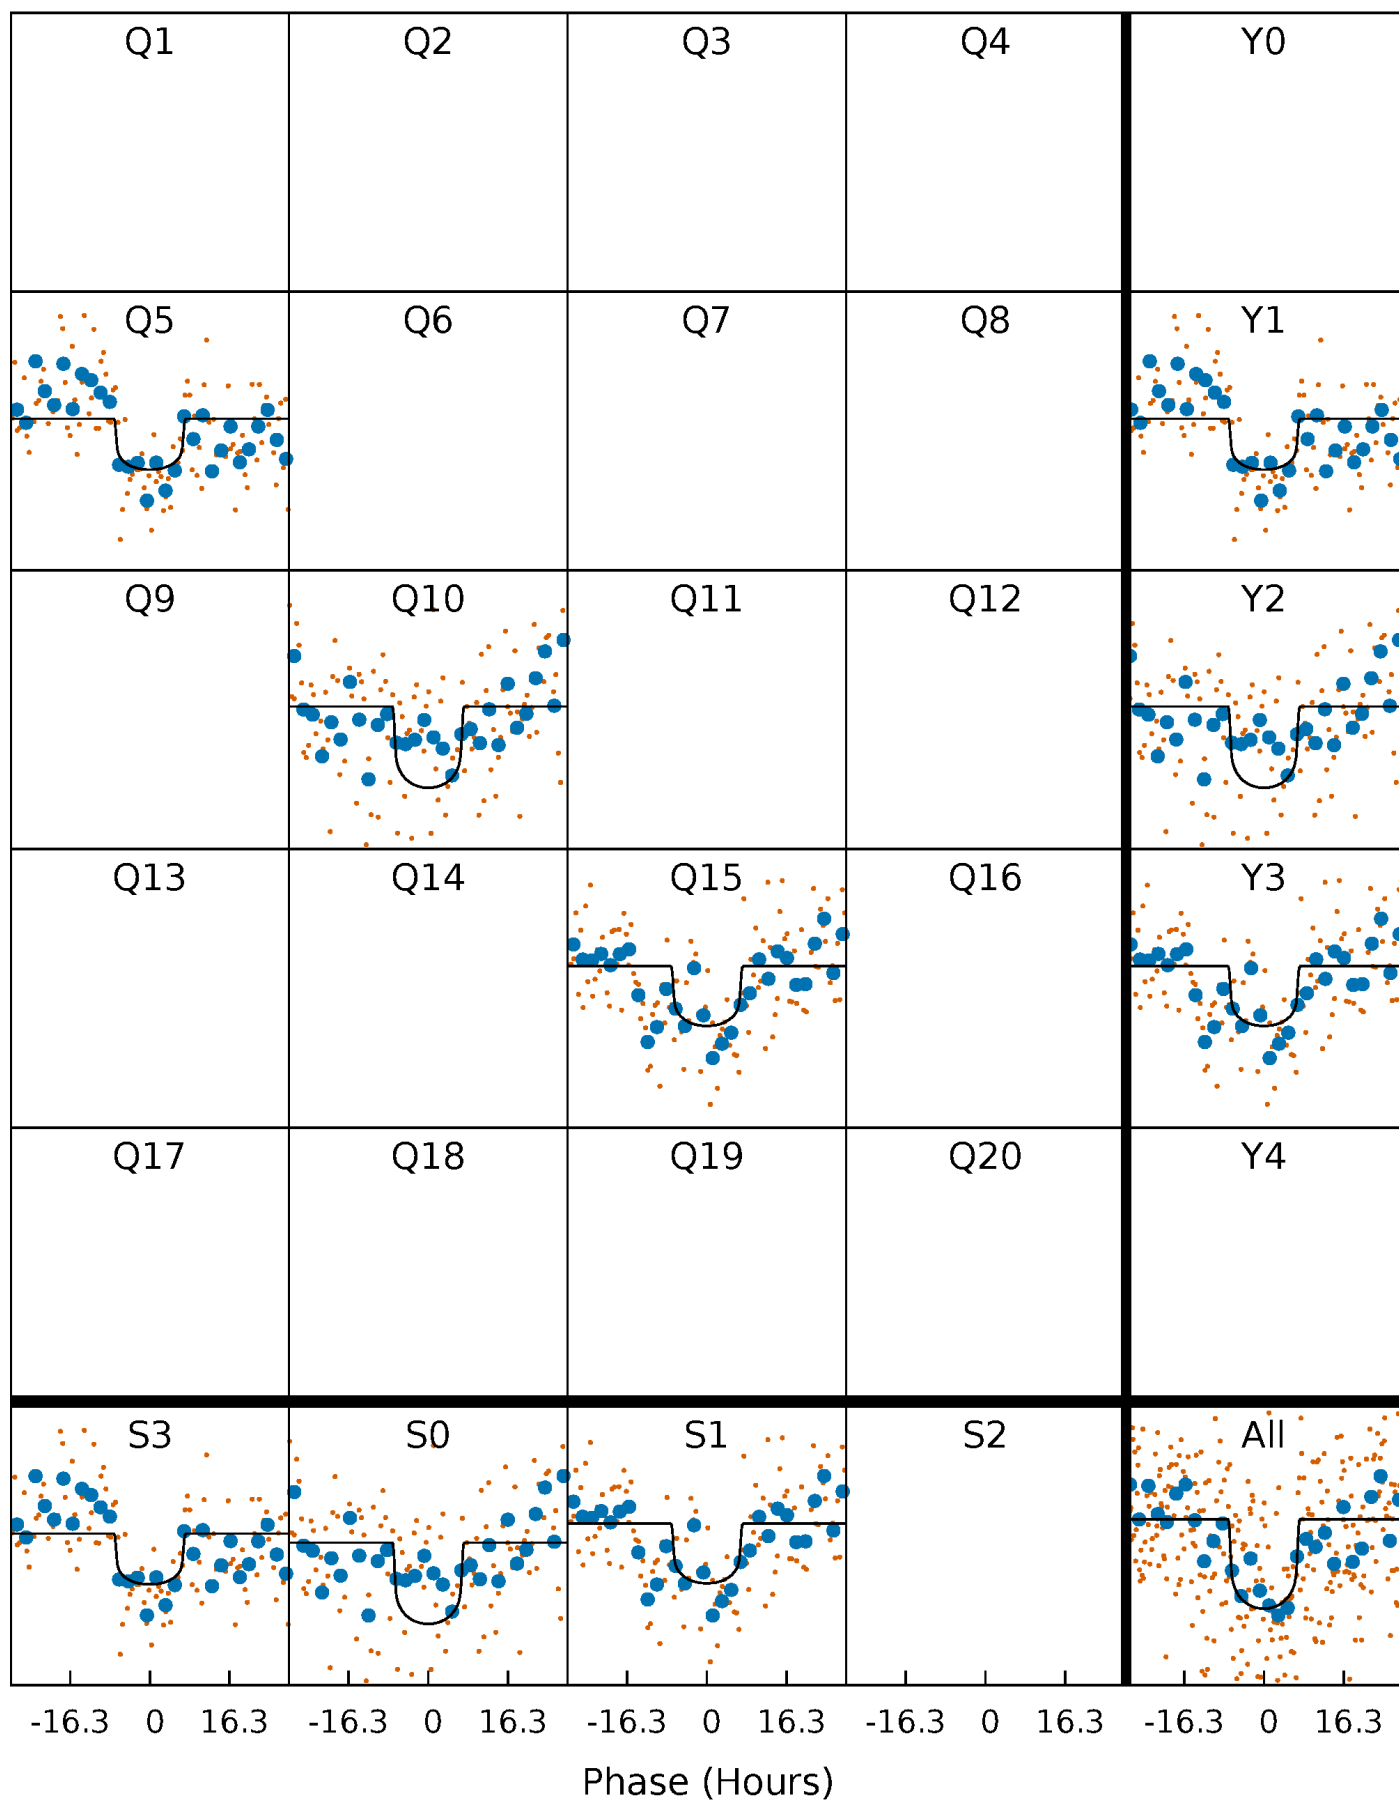 Q1 Q2 Q3 Q4 Y0
Q5 Q6 Q7 Q8 Y1
Q9 Q10 Q11 Q12 Y2
Q13 Q14 Q15 Q16 Y3
Q17 Q18 Q19 Q20 Y4
S3 S0 S1 S2 All
-16.3 0 16.3 -16.3 0 16.3 -16.3 0 16.3 -16.3 0 16.3 -16.3 0 16.3
Phase (Hours)